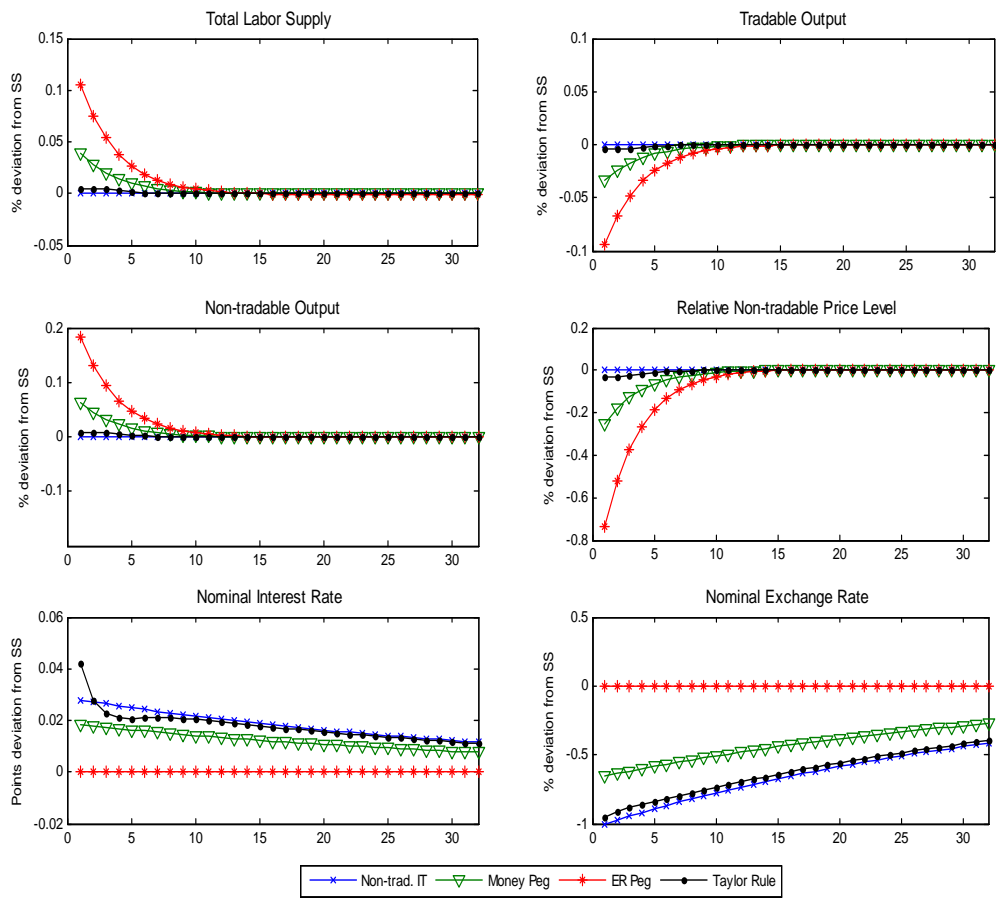 Total Labor Supply
% deviation from SS
0.15
0.1
0.05
0
-0.05
0 5 10 15 20 25 30
Tradable Output
% deviation from SS
0.1
0.05
0
-0.05
-0.1
0 5 10 15 20 25 30
Non-tradable Output
% deviation from SS
0.2
0.1
0
-0.1
0 5 10 15 20 25 30
Relative Non-tradable Price Level
% deviation from SS
0.2
0
-0.2
-0.4
-0.6
-0.8
0 5 10 15 20 25 30
Nominal Interest Rate
Points deviation from SS
0.06
0.04
0.02
0
-0.02
0 5 10 15 20 25 30
Nominal Exchange Rate
% deviation from SS
0.5
0
-0.5
-1
0 5 10 15 20 25 30
Non-trad. IT Money Peg ER Peg Taylor Rule